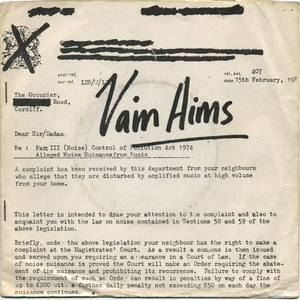 your ref.
our ref.
tel. ext. 407
date 15th February, 198
The Occupier,
Road,
Cardiff.
Vain Aims
Dear Sir/Madam
Re : Part III (Noise) Control of Pollution Act 1974
Alleged Noise Nuisance from Music
A complaint has been received by this department from your neighbours
who allege that they are disturbed by amplified music at high volume
from your home.
This letter is intended to draw your attention to the complaint and also to
acquaint you with the law on noise contained in Sections 58 and 59 of the
above legislation.
Briefly, under the above legislation your neighbour has the right to make
a complaint at the Magistrates' Court. As a result a summons is then issued
and served upon you requiring an appearance in a Court of Law. If the case
of noise nuisance is proved the Court will make an Order requiring the abate-
ment of the nuisance and prohibiting its recurrence. Failure to comply with
the requirement of such an Order can result in penalties by way of a fine of
up to £200 with a further daily penalty not exceeding £50 on each day the
nuisance continues.